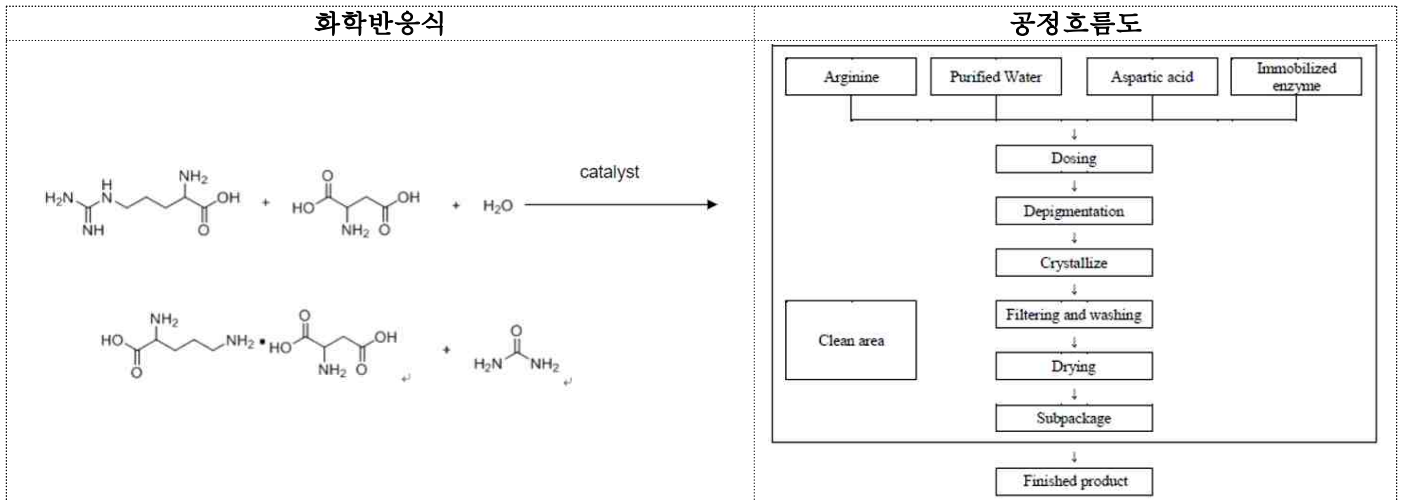 화학반응식
공정흐름도
H₂N
H
N
NH
NH₂
OH
O
+
O
HO
NH₂
O
OH
+
H₂O
catalyst
HO
O
NH₂
NH₂
•
HO
O
NH₂
O
OH
+
O
H₂N
NH₂
Arginine
Purified Water
Aspartic acid
Immobilized
enzyme
↓
Dosing
↓
Depigmentation
↓
Crystallize
↓
Filtering and washing
↓
Drying
↓
Subpackage
Clean area
↓
Finished product